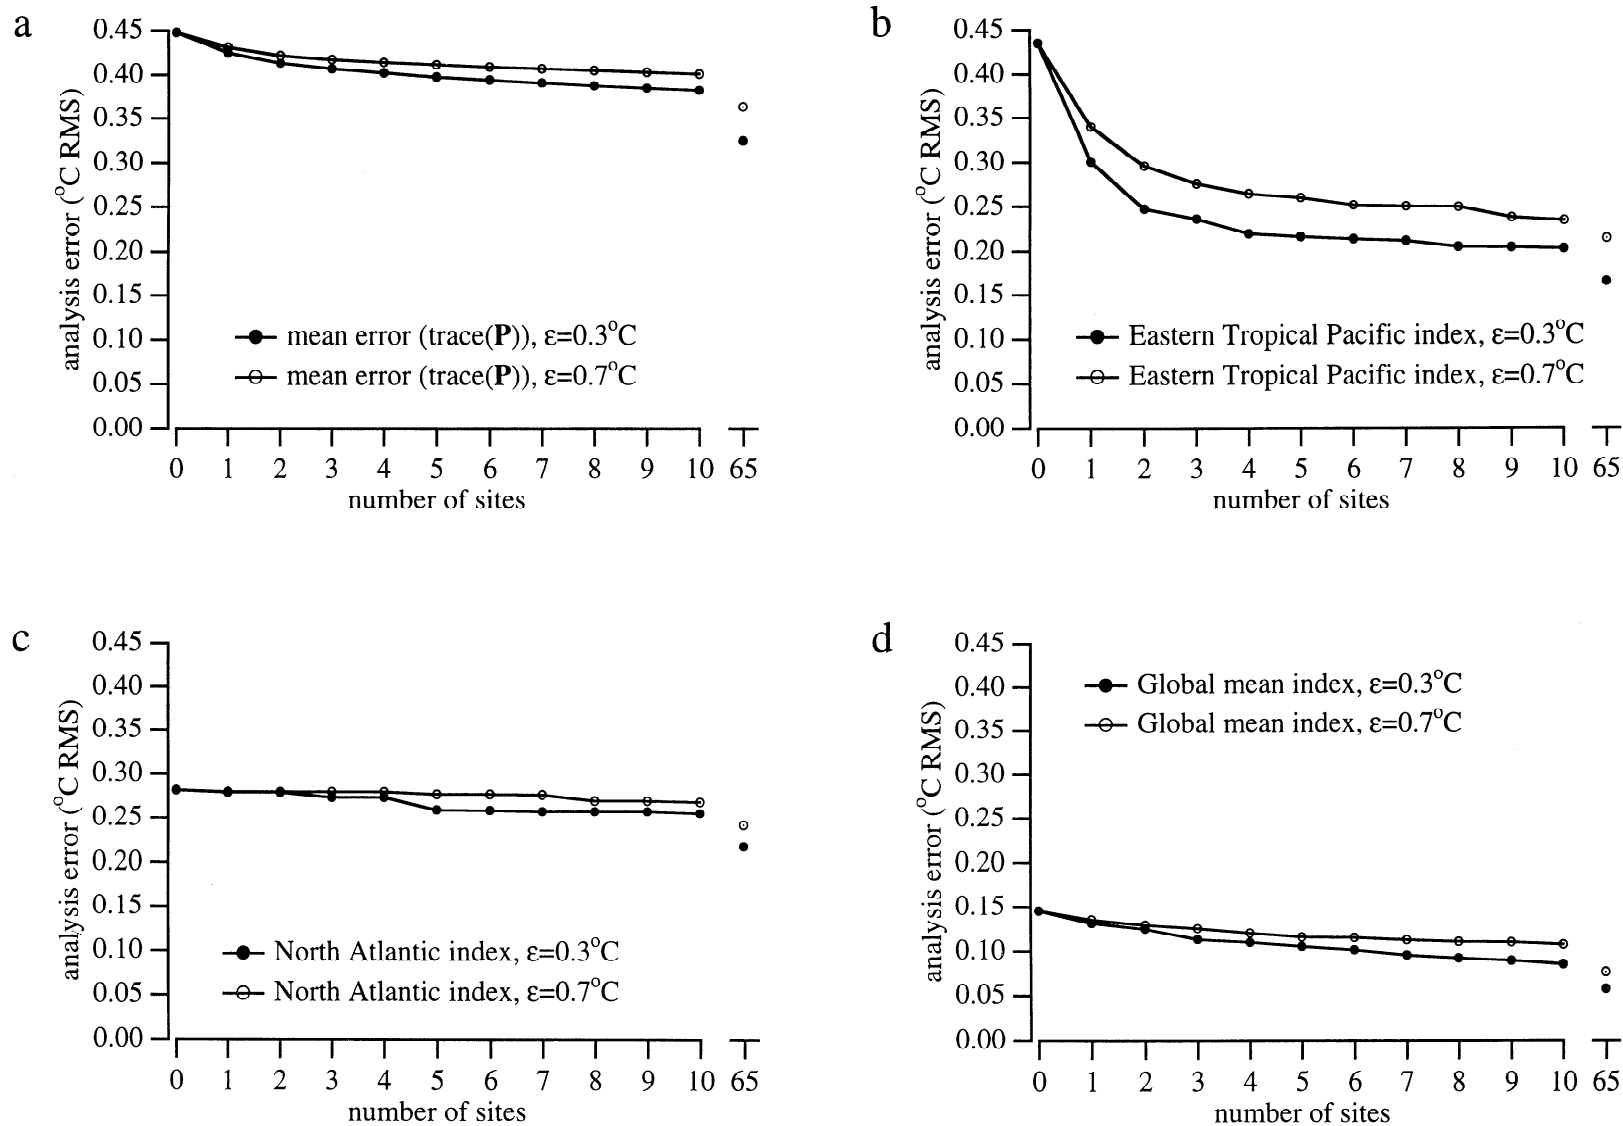 a
0.45
0.40
0.35
0.30
0.25
0.20
0.15
0.10
0.05
0.00
analysis error (°C RMS)
mean error (trace(P)), ε=0.3°C
mean error (trace(P)), ε=0.7°C
0 1 2 3 4 5 6 7 8 9 10 65
number of sites
b
0.45
0.40
0.35
0.30
0.25
0.20
0.15
0.10
0.05
0.00
analysis error (°C RMS)
Eastern Tropical Pacific index, ε=0.3°C
Eastern Tropical Pacific index, ε=0.7°C
0 1 2 3 4 5 6 7 8 9 10 65
number of sites
c
0.45
0.40
0.35
0.30
0.25
0.20
0.15
0.10
0.05
0.00
analysis error (°C RMS)
North Atlantic index, ε=0.3°C
North Atlantic index, ε=0.7°C
0 1 2 3 4 5 6 7 8 9 10 65
number of sites
d
0.45
0.40
0.35
0.30
0.25
0.20
0.15
0.10
0.05
0.00
analysis error (°C RMS)
Global mean index, ε=0.3°C
Global mean index, ε=0.7°C
0 1 2 3 4 5 6 7 8 9 10 65
number of sites